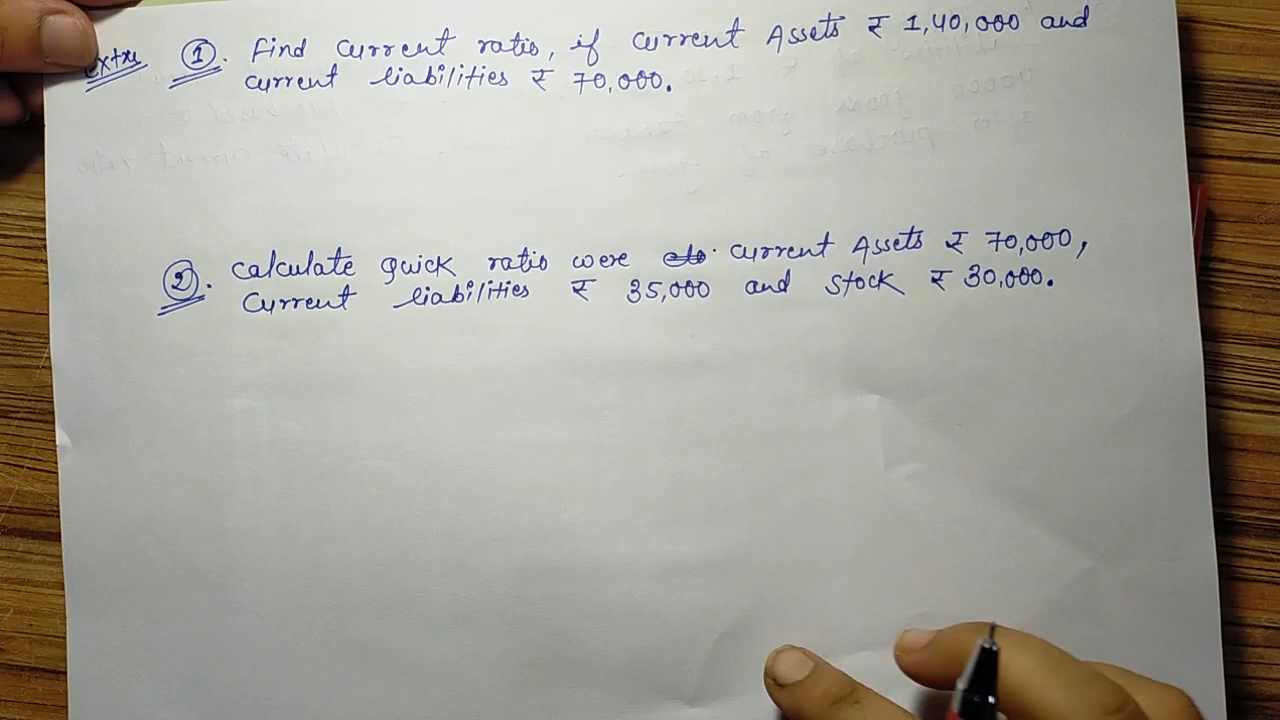 Extra ①. Find current ratio, if current Assets ₹ 1,40,000 and
current liabilities ₹ 70,000.
②. Calculate quick ratio were current Assets ₹ 70,000,
Current liabilities ₹ 35,000 and stock ₹ 30,000.